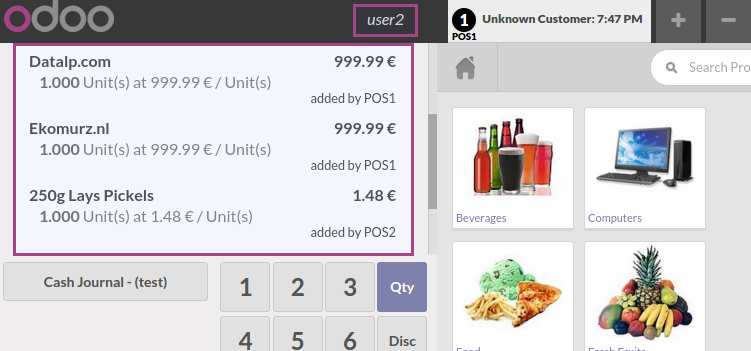 odoo
user2
1
POS1
Unknown Customer: 7:47 PM
+
−
Datalp.com 999.99 €
1.000 Unit(s) at 999.99 € / Unit(s)
added by POS1
Ekomurz.nl 999.99 €
1.000 Unit(s) at 999.99 € / Unit(s)
added by POS1
250g Lays Pickels 1.48 €
1.000 Unit(s) at 1.48 € / Unit(s)
added by POS2
Cash Journal - (test)
1 2 3 Qty
4 5 6 Disc
Search Pro
Beverages
Computers
Food
Fresh Fruits